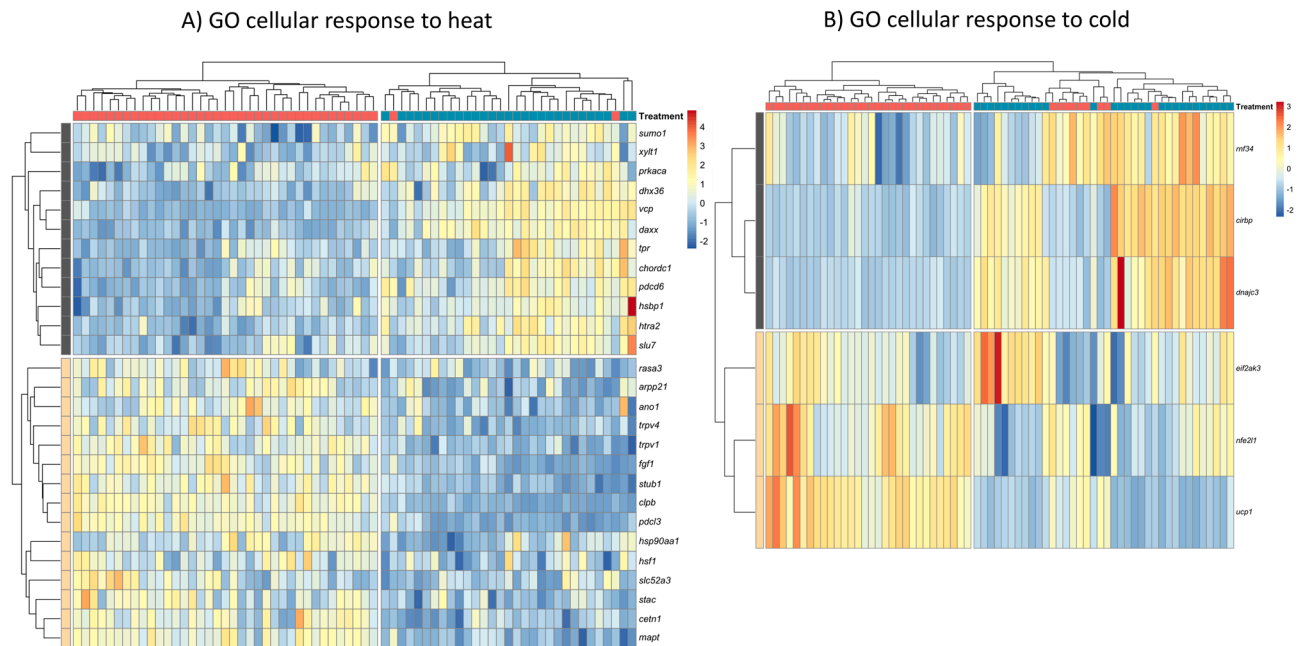 A) GO cellular response to heat
B) GO cellular response to cold
Treatment
sumo1
xylt1
prkaca
dhx36
vcp
daxx
tpr
chordc1
pdcd6
hsbp1
htra2
slu7
rasa3
arpp21
ano1
trpv4
trpv1
fgf1
stub1
clpb
pdcl3
hsp90aa1
hsf1
slc52a3
stac
cetn1
mapt
4
3
2
1
0
-1
-2
Treatment
rnf34
cirbp
dnajc3
eif2ak3
nfe2l1
ucp1
3
2
1
0
-1
-2